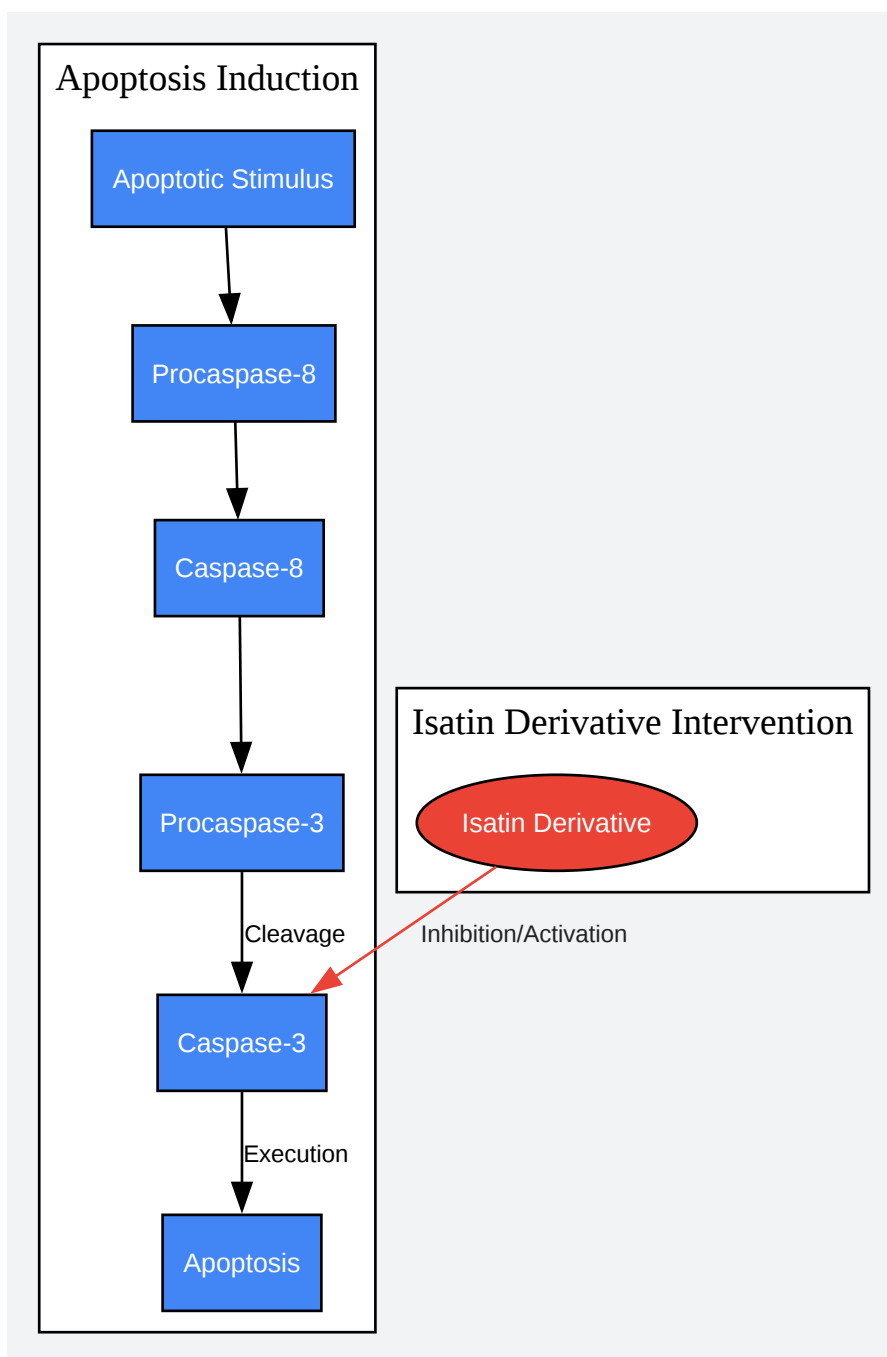 Apoptosis Induction
Apoptotic Stimulus
Procaspase-8
Caspase-8
Isatin Derivative Intervention
Procaspase-3
Isatin Derivative
Cleavage
Inhibition/Activation
Caspase-3
Execution
Apoptosis